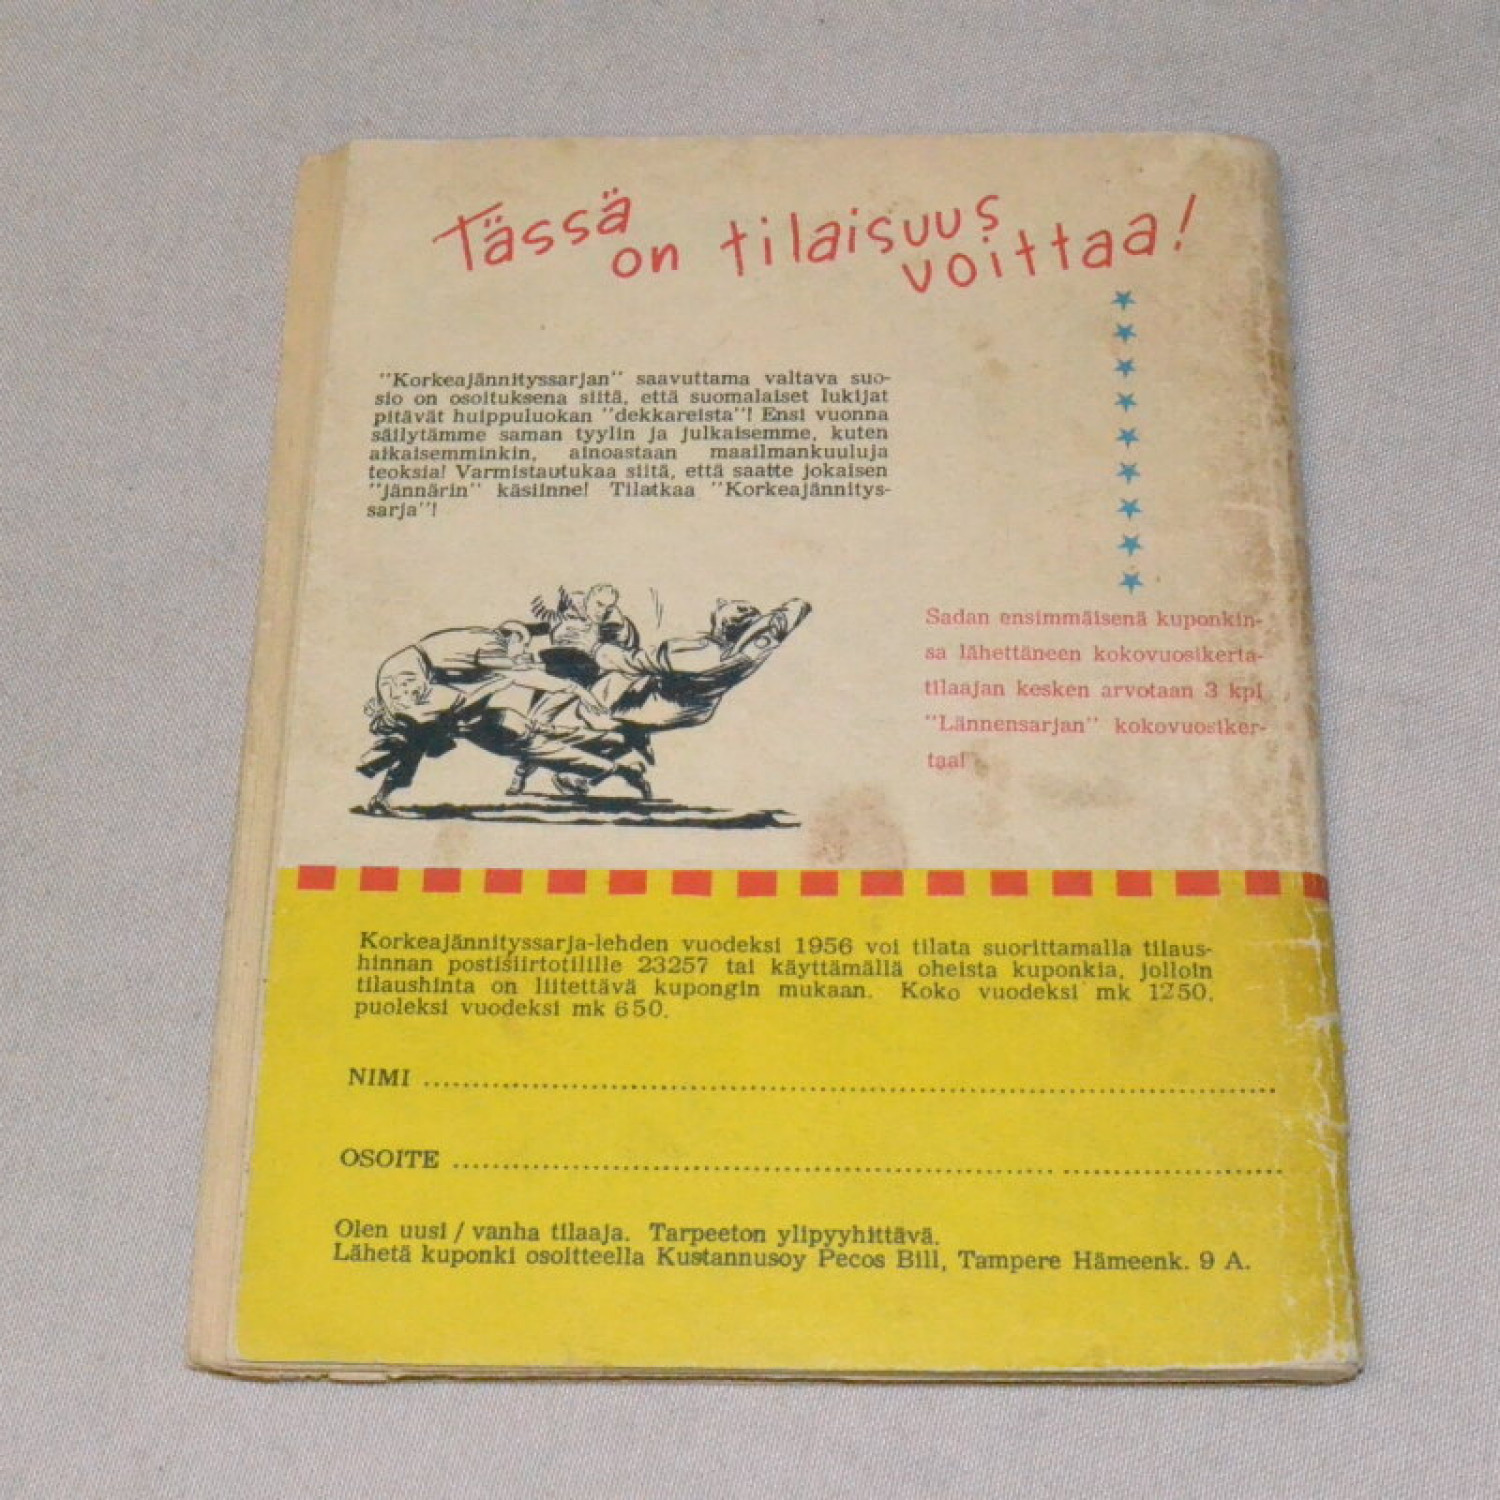 Tässä on tilaisuus voittaa!
"Korkeajännityssarjan" saavuttama valtava suo-
sio on osoituksena siitä, että suomalaiset lukijat
pitävät huippuluokan "dekkareista"! Ensi vuonna
säilytämme saman tyylin ja julkaisemme, kuten
aikaisemminkin, ainoastaan maailmankuuluja
teoksia! Varmistautukaa siitä, että saatte jokaisen
"jännärin" käsiinne! Tilatkaa "Korkeajännitys-
sarja"!
Sadan ensimmäisenä kuponkin-
sa lähettäneen kokovuosikerta-
tilaajan kesken arvotaan 3 kpl
"Lännensarjan" kokovuosiker-
taa!
Korkeajännityssarja-lehden vuodeksi 1956 voi tilata suorittamalla tilaus-
hinnan postisiirtotilille 23257 tai käyttämällä oheista kuponkia, jolloin
tilaushinta on liitettävä kupongin mukaan. Koko vuodeksi mk 1250,
puoleksi vuodeksi mk 650.
NIMI
OSOITE
Olen uusi / vanha tilaaja. Tarpeeton ylipyyhittävä.
Lähetä kuponki osoitteella Kustannusoy Pecos Bill, Tampere Hämeenk. 9 A.